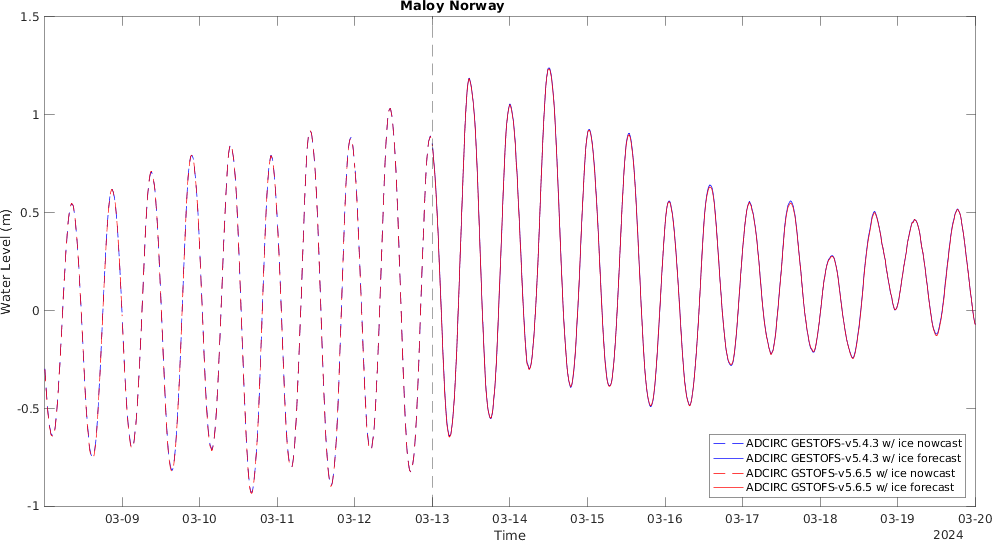 Maloy Norway
1.5
1
0.5
0
-0.5
-1
Water Level (m)
ADCIRC GESTOFS-v5.4.3 w/ ice nowcast
ADCIRC GESTOFS-v5.4.3 w/ ice forecast
ADCIRC GSTOFS-v5.6.5 w/ ice nowcast
ADCIRC GSTOFS-v5.6.5 w/ ice forecast
03-09 03-10 03-11 03-12 03-13 03-14 03-15 03-16 03-17 03-18 03-19 03-20
Time
2024